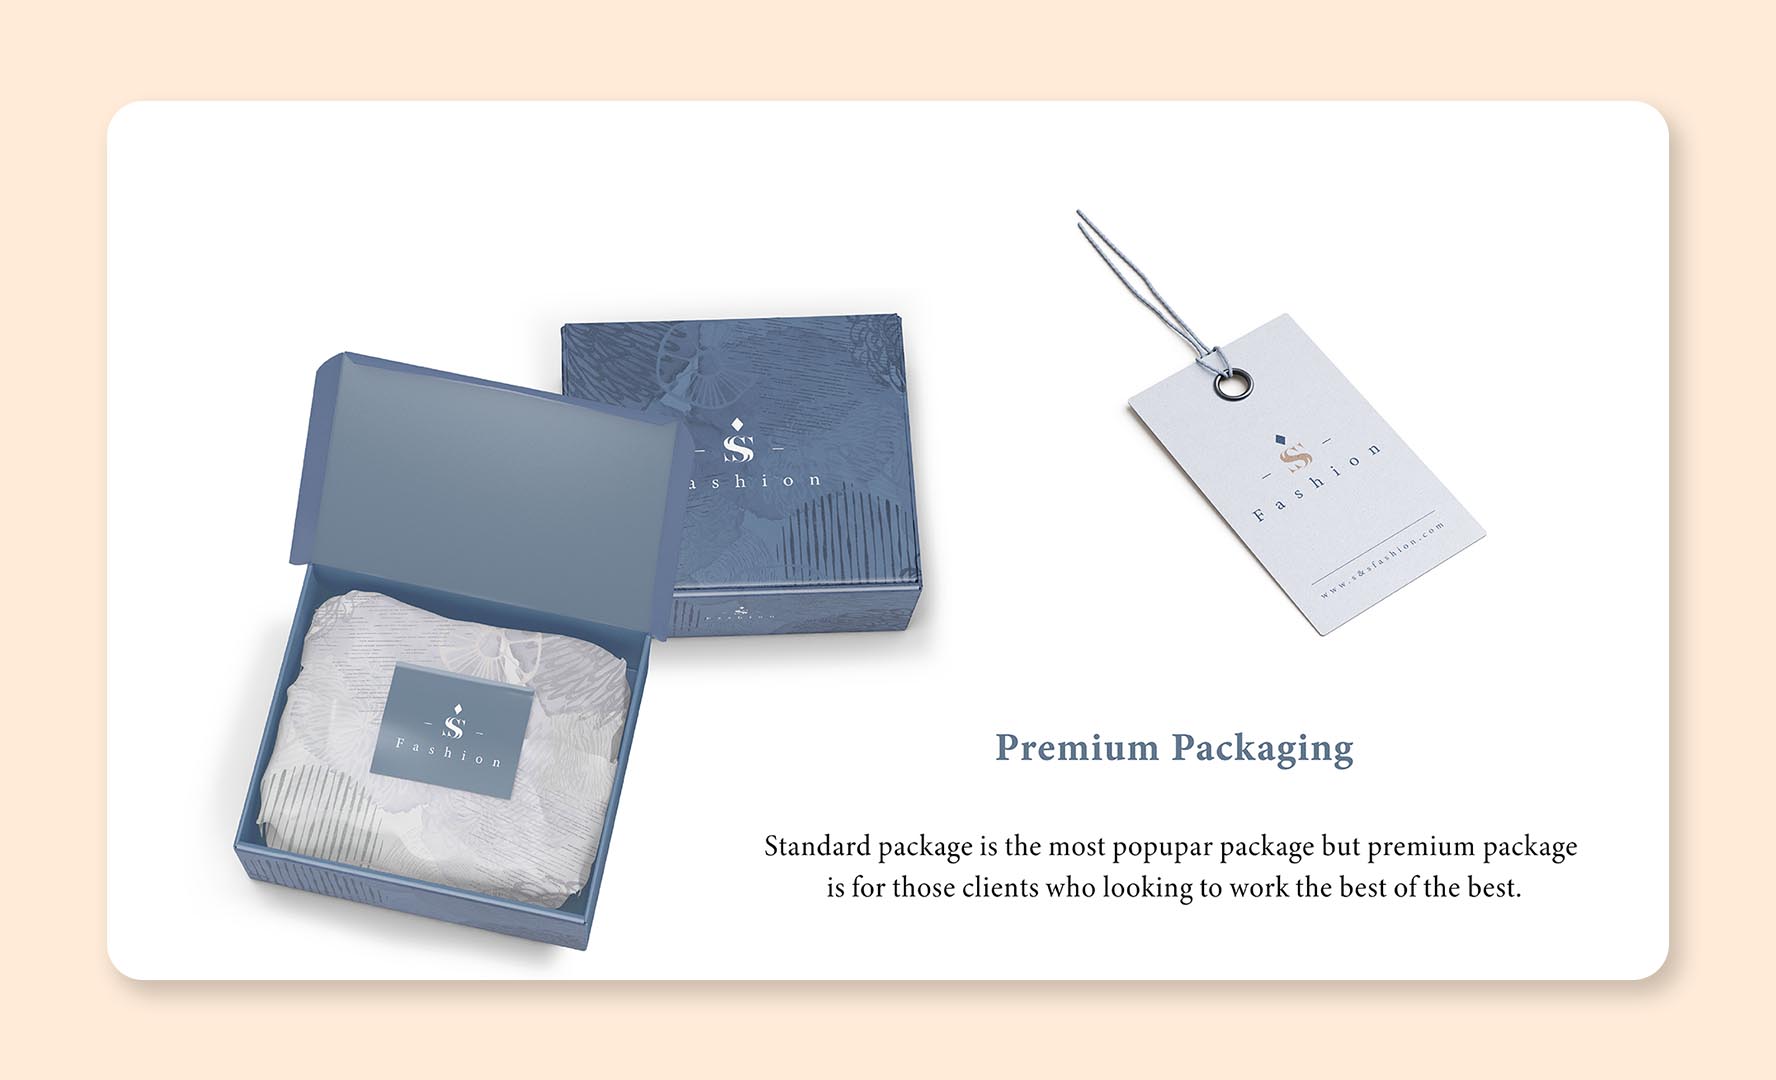 S
ashion
Fashion
S
Fashion
S
Fashion
www.s&sfashion.com
Premium Packaging
Standard package is the most popupar package but premium package
is for those clients who looking to work the best of the best.